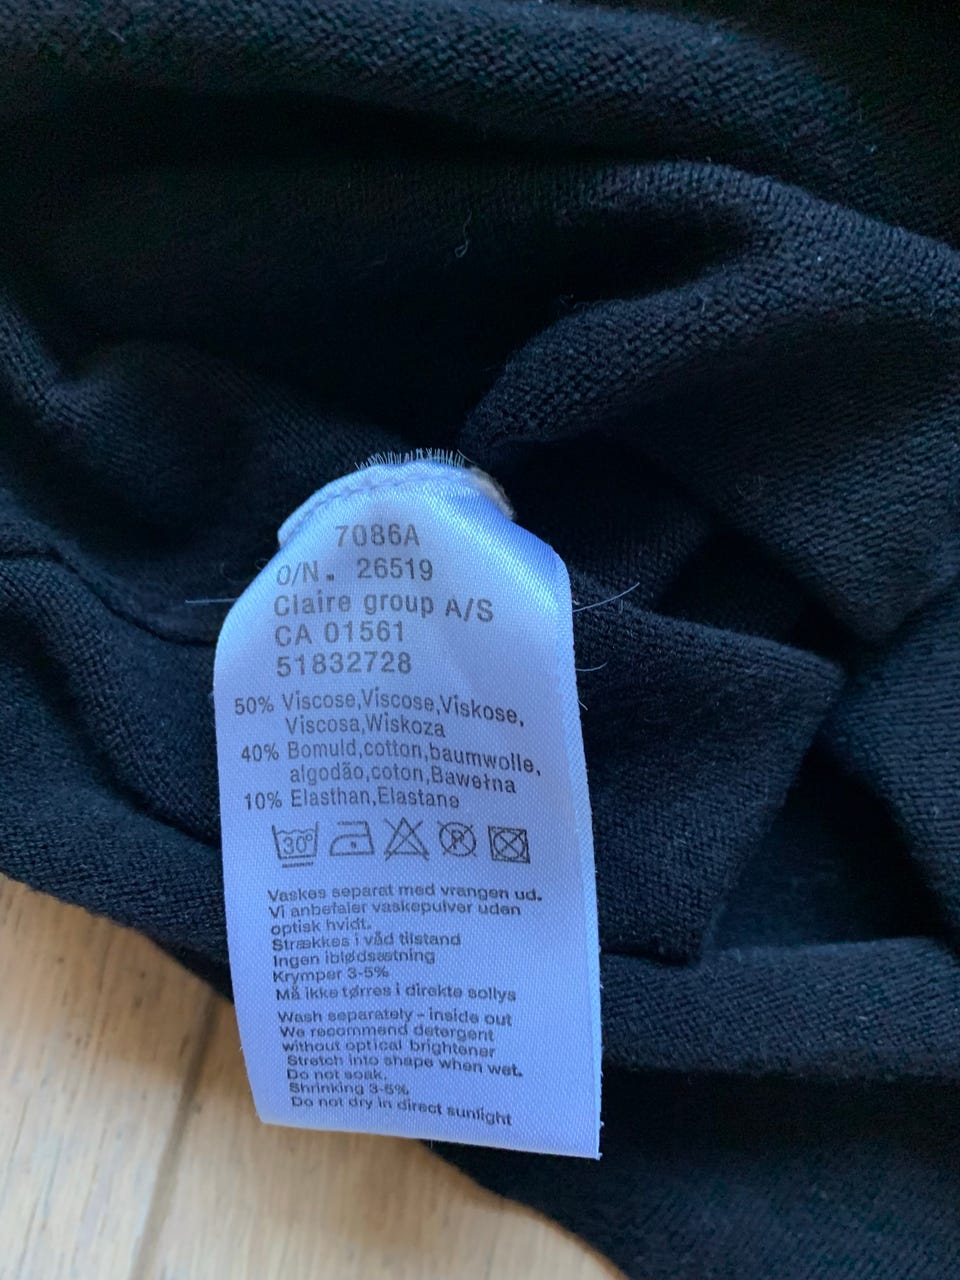 7086A
O/N. 26519
Claire group A/S
CA 01561
51832728
50% Viscose,Viscose,Viskose,
Viscosa,Wiskoza
40% Bomuld,cotton,baumwolle,
algodão,coton,Bawełna
10% Elasthan,Elastane
30° P
Vaskes separat med vrangen ud.
Vi anbefaler vaskepulver uden
optisk hvidt.
Strækkes i våd tilstand
Ingen iblødsætning
Krymper 3-5%
Må ikke tørres i direkte sollys
Wash separately - inside out
We recommend detergent
without optical brightener
Stretch into shape when wet.
Do not soak.
Shrinking 3-5%
Do not dry in direct sunlight